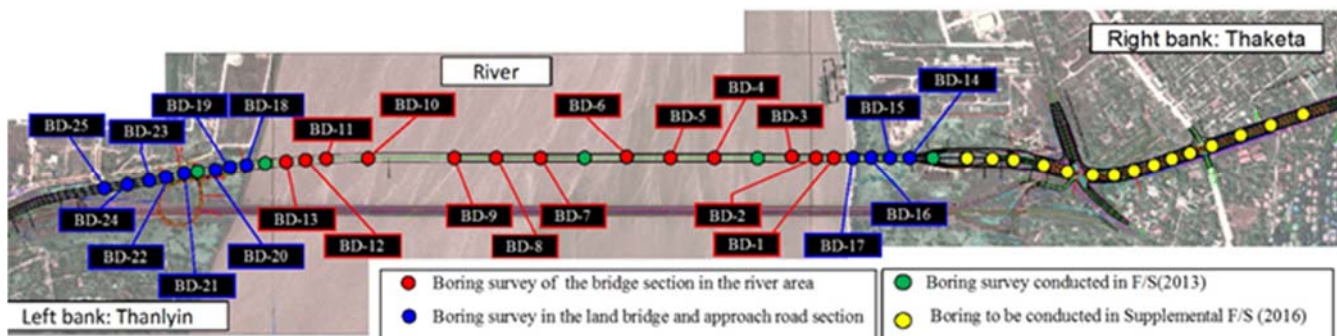 Right bank: Thaketa
River
BD-4
BD-14
BD-19
BD-18
BD-10
BD-6
BD-15
BD-25
BD-23
BD-11
BD-5
BD-3
BD-24
BD-13
BD-9
BD-7
BD-2
BD-16
BD-22
BD-20
BD-12
BD-8
BD-1
BD-17
BD-21
Left bank: Thanlyin
Boring survey of the bridge section in the river area
Boring survey in the land bridge and approach road section
Boring survey conducted in F/S(2013)
Boring to be conducted in Supplemental F/S (2016)